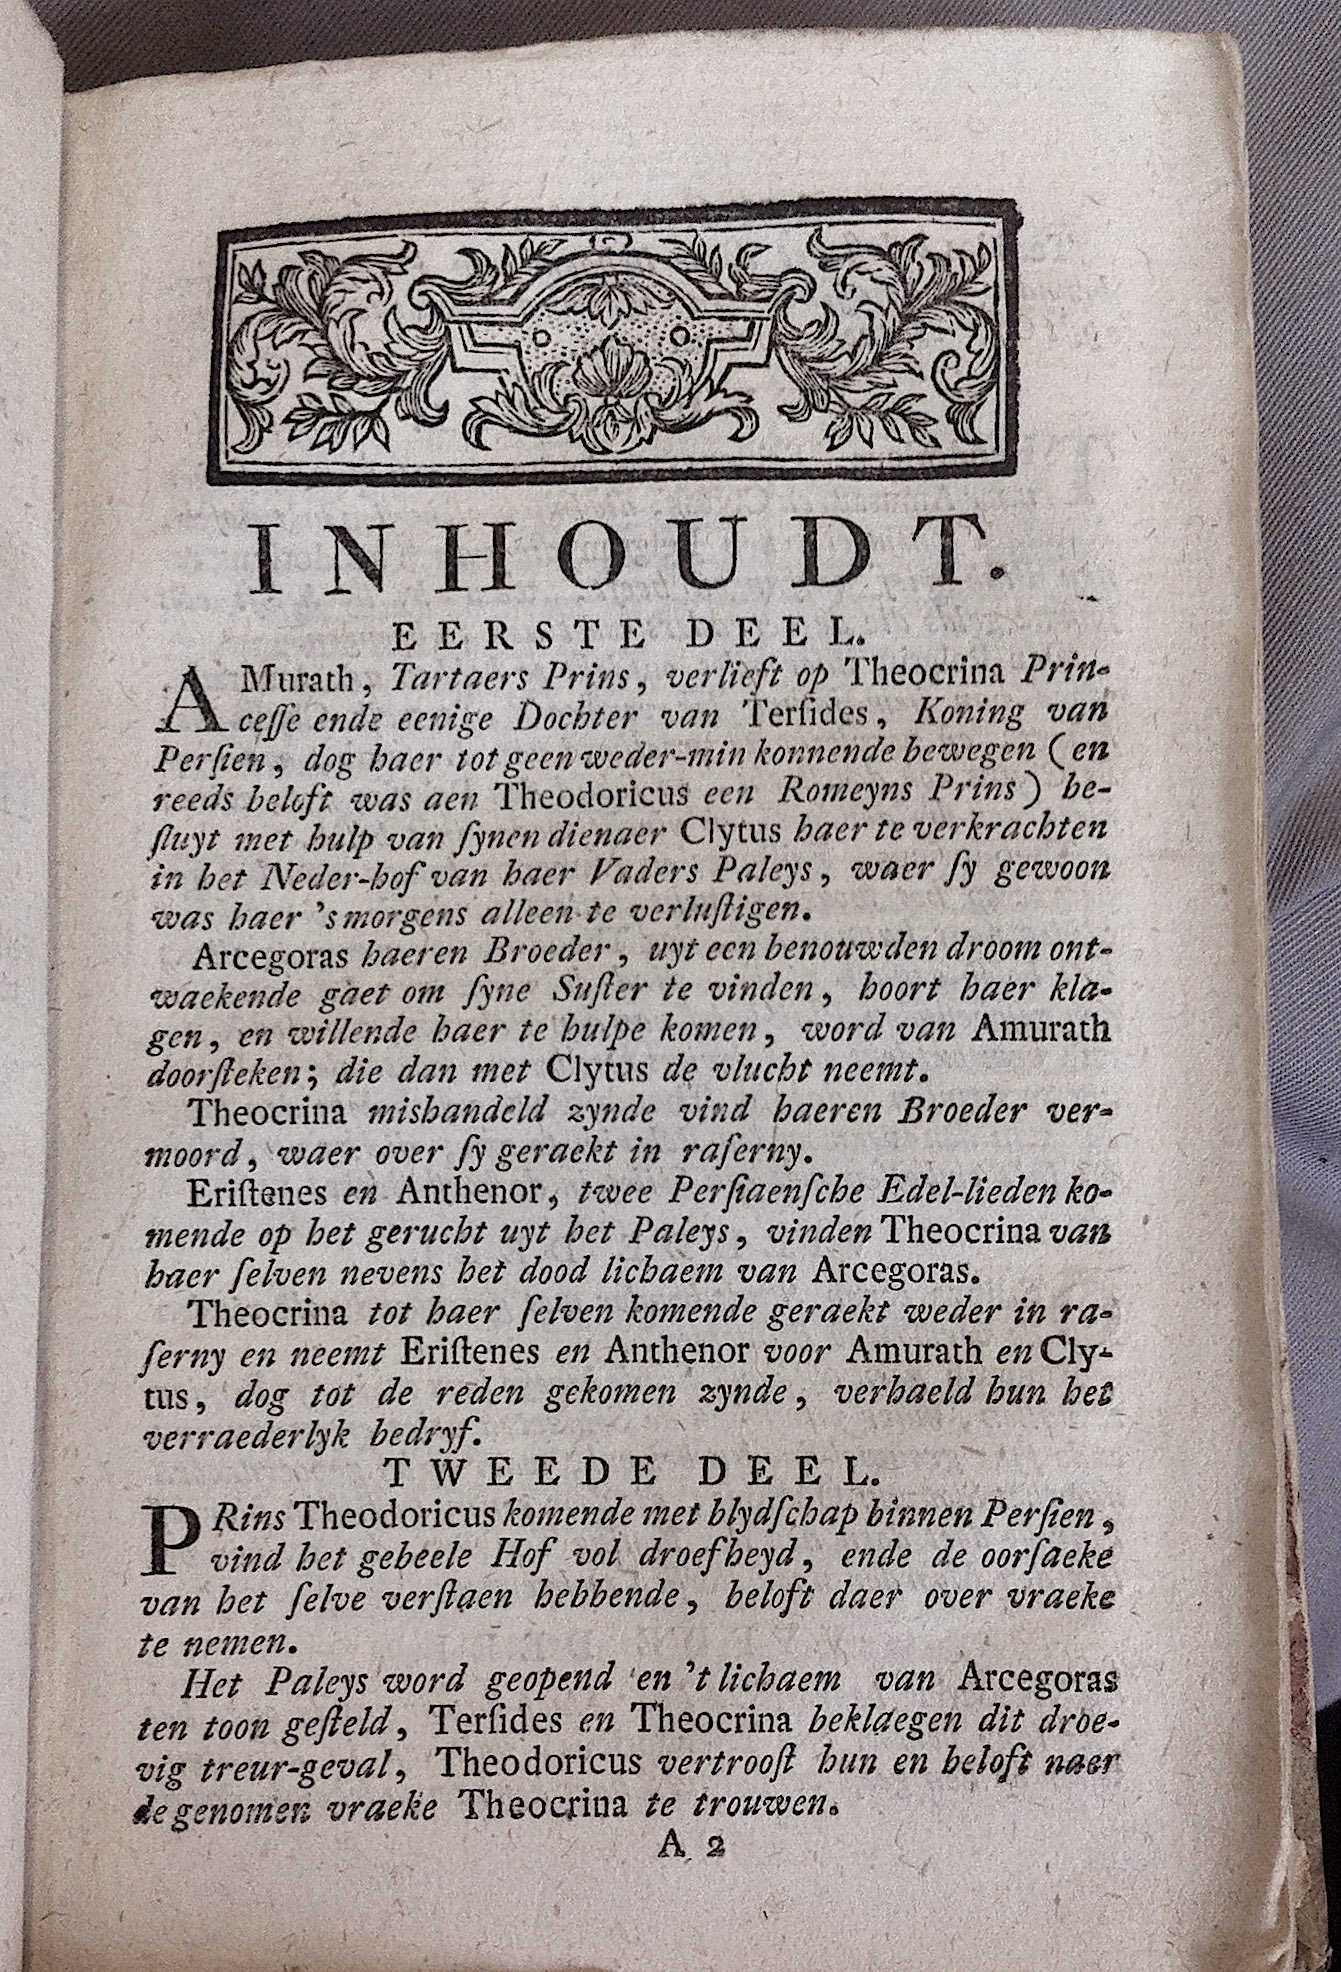 INHOUDT.
EERSTE DEEL.
AMurath, Tartaers Prins, verlieft op Theocrina Prin-
ceſſe ende eenige Dochter van Terſides, Koning van
Perſien, dog haer tot geen weder-min konnende bewegen (en
reeds beloft was aen Theodoricus een Romeyns Prins) be-
ſluyt met hulp van ſynen dienaer Clytus haer te verkrachten
in het Neder-hof van haer Vaders Paleys, waer ſy gewoon
was haer 's morgens alleen te verluſtigen.
Arcegoras haeren Broeder, uyt een benouwden droom ont-
waekende gaet om ſyne Suſter te vinden, hoort haer kla-
gen, en willende haer te hulpe komen, word van Amurath
doorſteken; die dan met Clytus de vlucht neemt.
Theocrina mishandeld zynde vind haeren Broeder ver-
moord, waer over ſy geraekt in raſerny.
Eriſtenes en Anthenor, twee Perſiaenſche Edel-lieden ko-
mende op het gerucht uyt het Paleys, vinden Theocrina van
haer ſelven nevens het dood lichaem van Arcegoras.
Theocrina tot haer ſelven komende geraekt weder in ra-
ſerny en neemt Eriſtenes en Anthenor voor Amurath en Cly-
tus, dog tot de reden gekomen zynde, verhaeld hun het
verraederlyk bedryf.
TWEEDE DEEL.
PRins Theodoricus komende met blydſchap binnen Perſien,
vind het geheele Hof vol droefheyd, ende de oorſaeke
van het ſelve verſtaen hebbende, beloft daer over vraeke
te nemen.
Het Paleys word geopend en 't lichaem van Arcegoras
ten toon geſteld, Terſides en Theocrina beklaegen dit droe-
vig treur-geval, Theodoricus vertrooſt hun en beloft naer
de genomen vraeke Theocrina te trouwen.
A 2